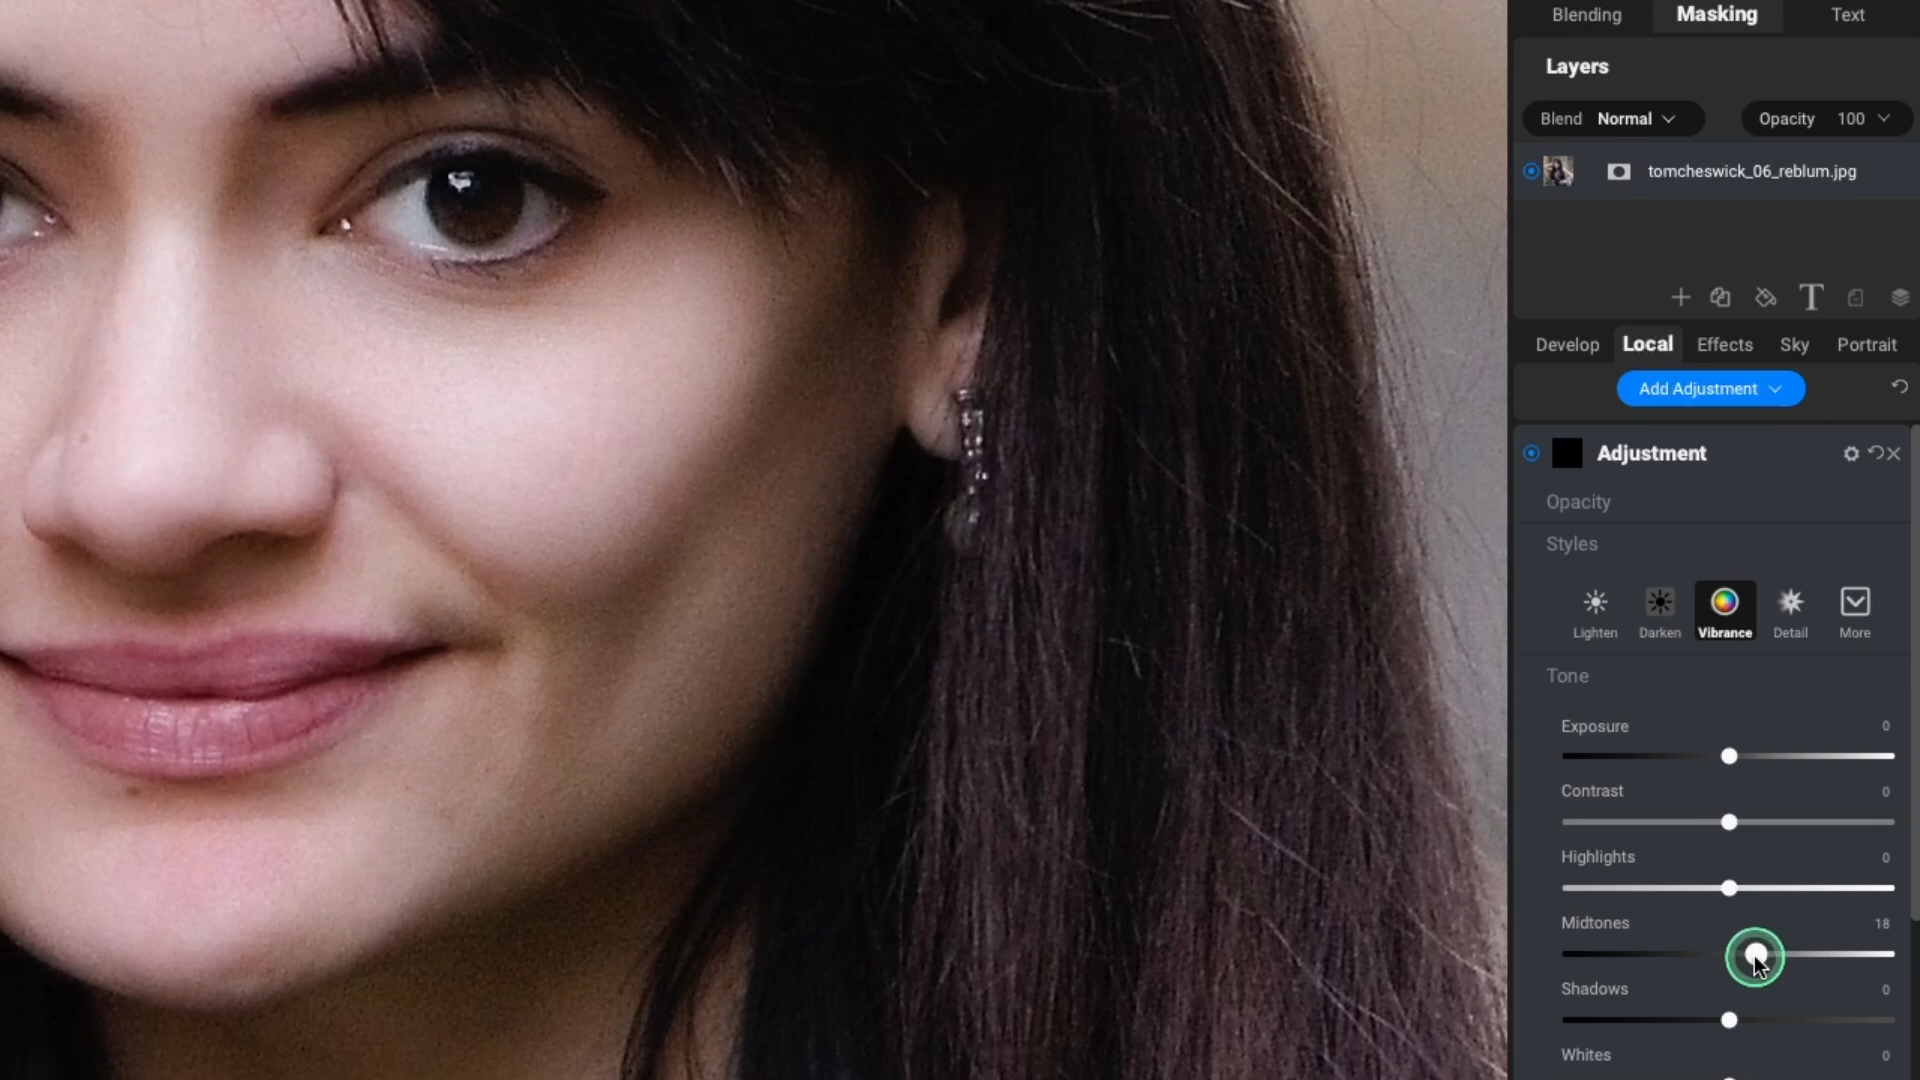 Blending Masking Text
Layers
Blend Normal Opacity 100
tomcheswick_06_reblum.jpg
T
Develop Local Effects Sky Portrait
Add Adjustment
Adjustment
Opacity
Styles
Lighten Darken Vibrance Detail More
Tone
Exposure 0
Contrast 0
Highlights 0
Midtones 18
Shadows 0
Whites 0